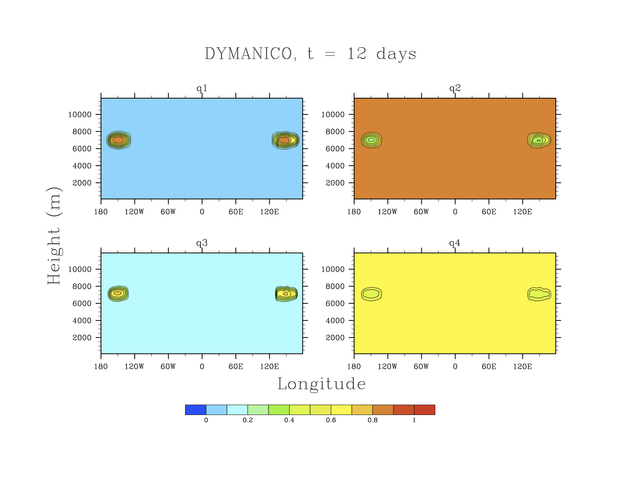 DYMANICO, t = 12 days
q1
q2
10000
8000
6000
4000
2000
180 120W 60W 0 60E 120E
10000
8000
6000
4000
2000
180 120W 60W 0 60E 120E
Height (m)
q3
q4
10000
8000
6000
4000
2000
180 120W 60W 0 60E 120E
10000
8000
6000
4000
2000
180 120W 60W 0 60E 120E
Longitude
0 0.2 0.4 0.6 0.8 1